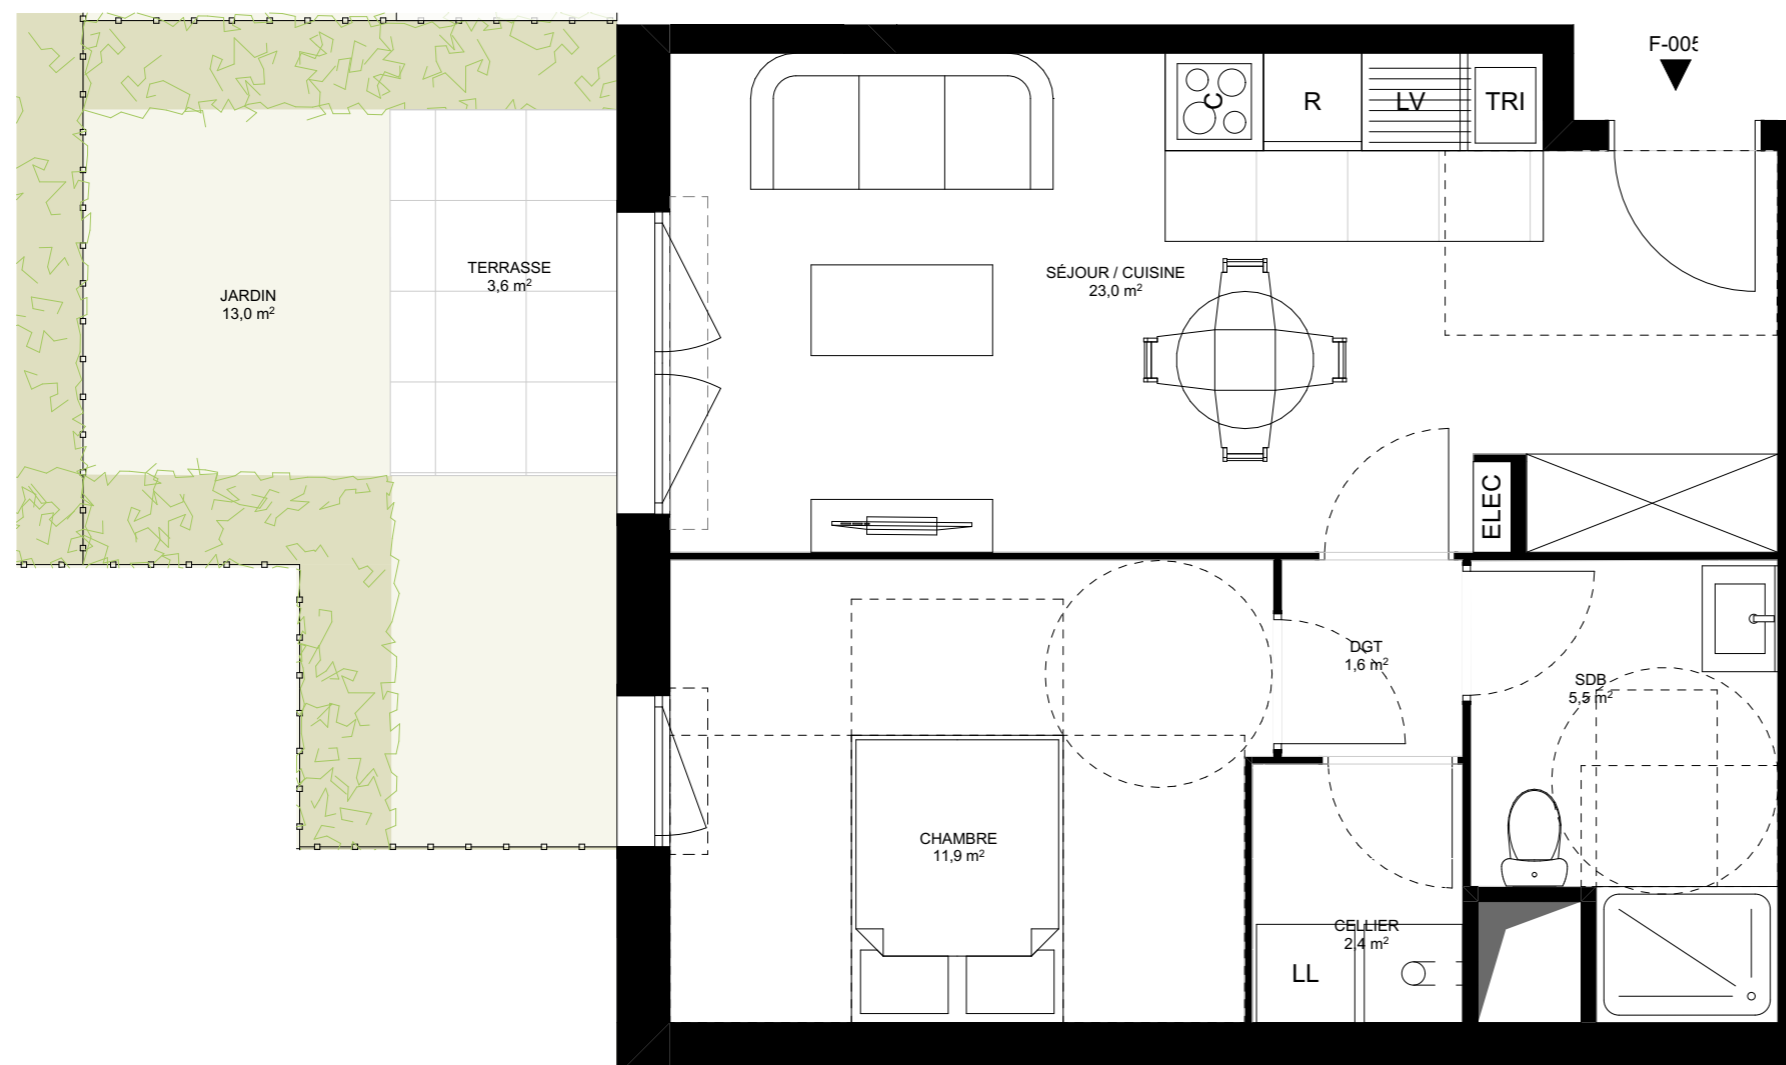 F-005
C
R
LV
TRI
TERRASSE
3,6 m²
SÉJOUR / CUISINE
23,0 m²
JARDIN
13,0 m²
ELEC
DGT
1,6 m²
SDB
5,5 m²
CHAMBRE
11,9 m²
CELLIER
2,4 m²
LL